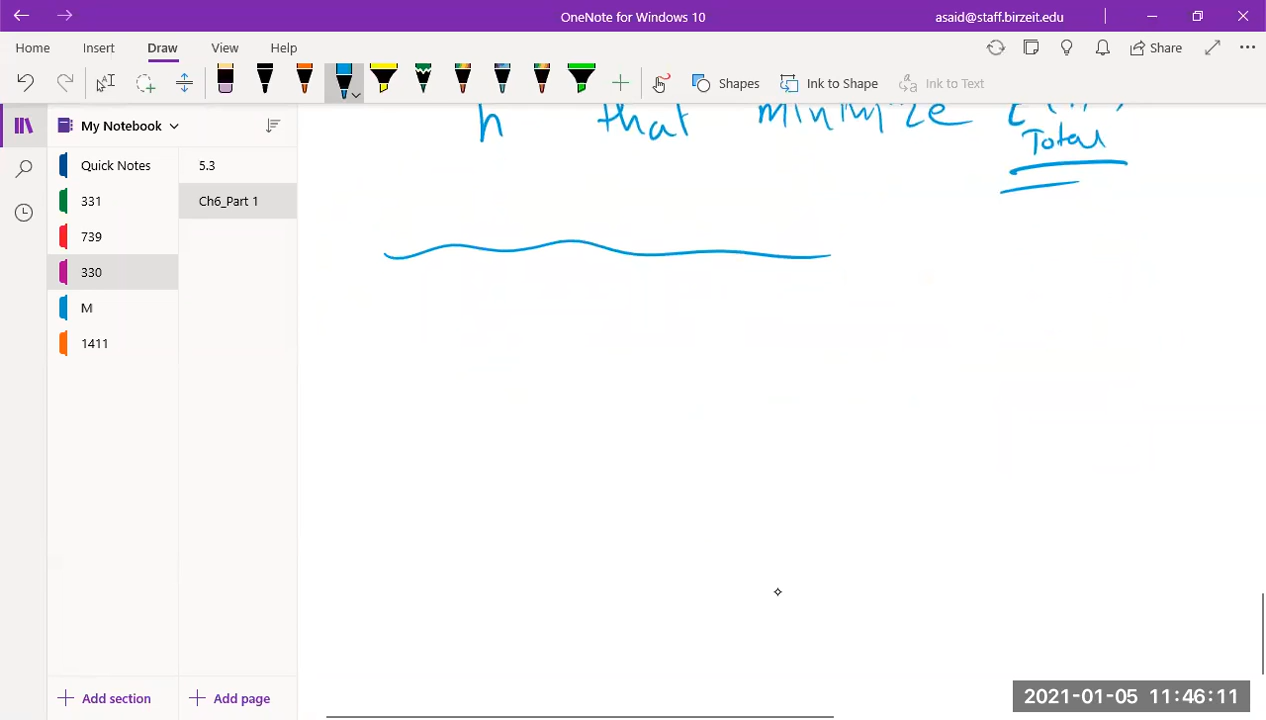 OneNote for Windows 10
asaid@staff.birzeit.edu
Home Insert Draw View Help
Share
Shapes Ink to Shape Ink to Text
My Notebook
Quick Notes
331
739
330
M
1411
5.3
Ch6_Part 1
h that minimize
Total
Add section
Add page
2021-01-05 11:46:11